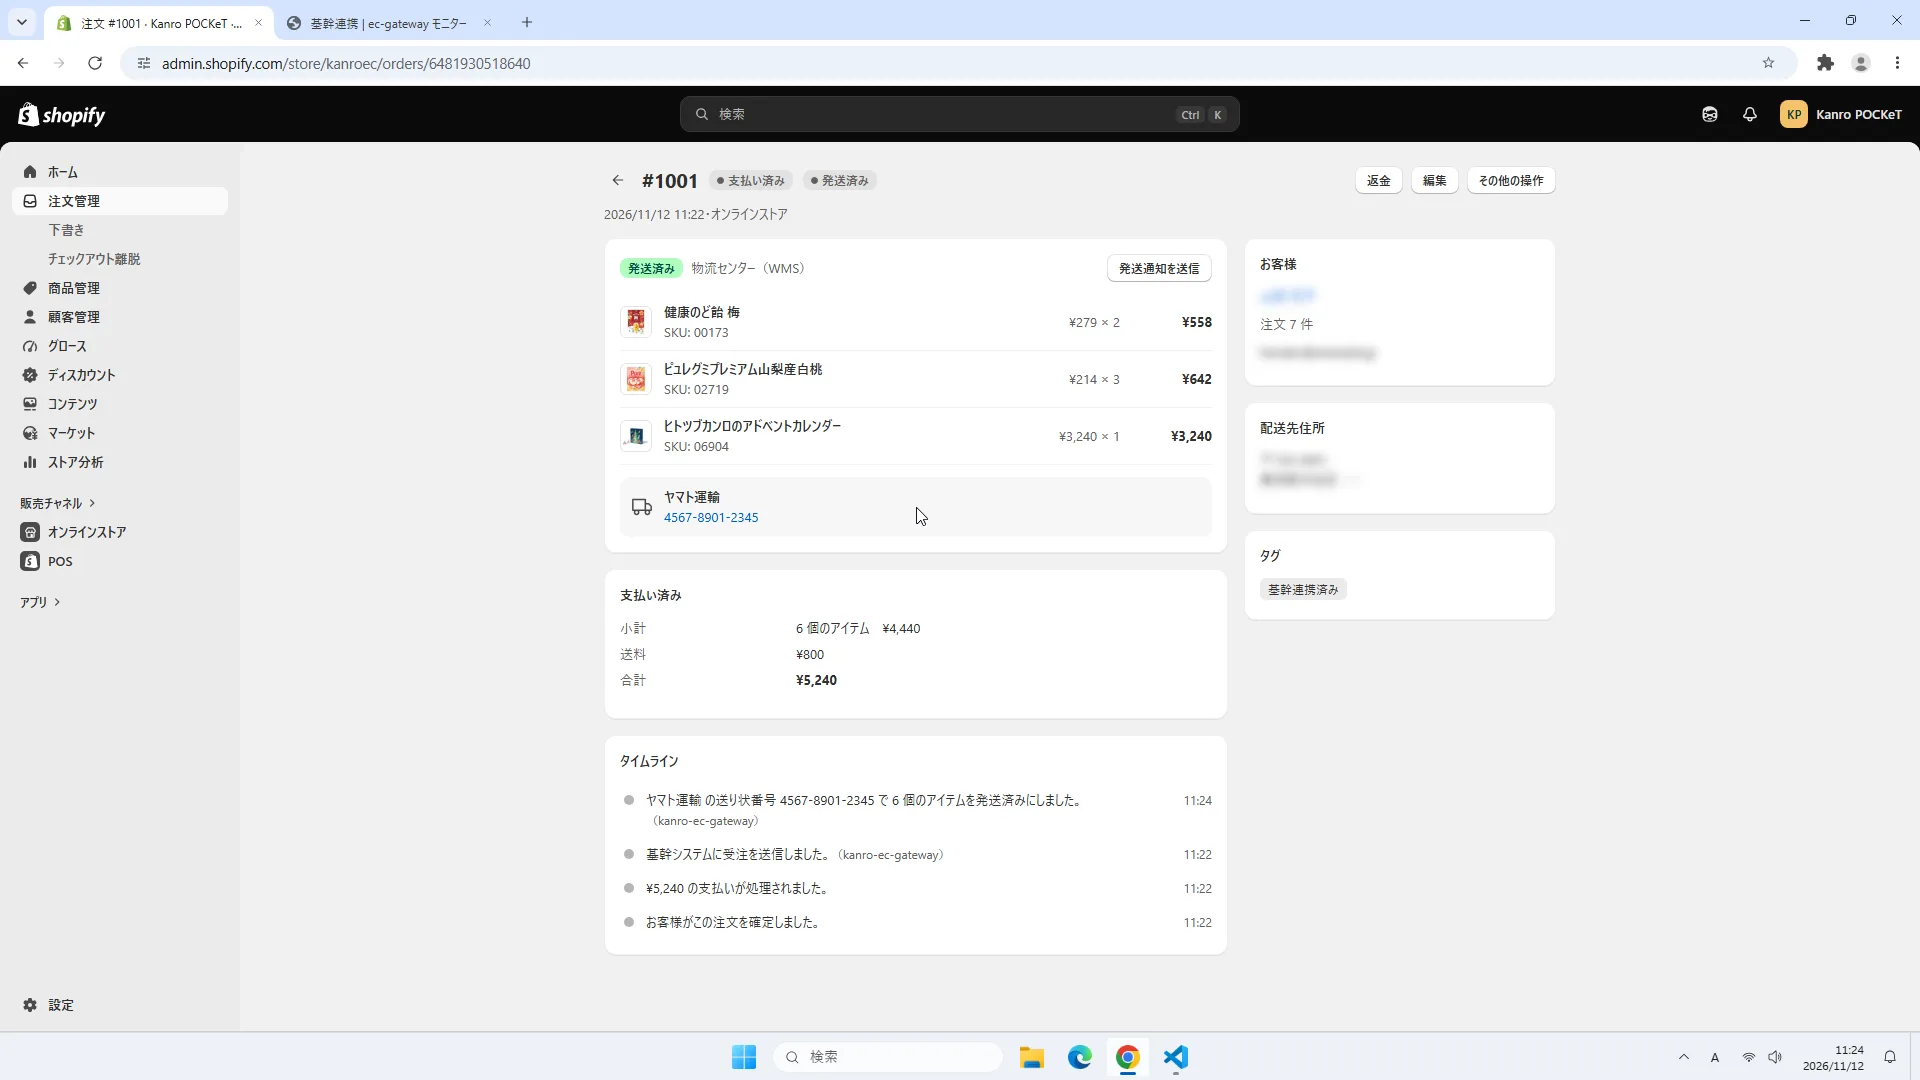 注文 #1001 · Kanro POCKeT ·...
基幹連携 | ec-gateway モニター
admin.shopify.com/store/kanroec/orders/6481930518640
shopify
検索
Ctrl K
KP Kanro POCKeT
ホーム
注文管理
下書き
チェックアウト離脱
商品管理
顧客管理
グロース
ディスカウント
コンテンツ
マーケット
ストア分析
販売チャネル
オンラインストア
POS
アプリ
設定
#1001 支払い済み 発送済み
返金 編集 その他の操作
2026/11/12 11:22・オンラインストア
発送済み 物流センター（WMS） 発送通知を送信
健康のど飴 梅
SKU: 00173
¥279 × 2 ¥558
ピュレグミプレミアム山梨産白桃
SKU: 02719
¥214 × 3 ¥642
ヒトツブカンロのアドベントカレンダー
SKU: 06904
¥3,240 × 1 ¥3,240
ヤマト運輸
4567-8901-2345
支払い済み
小計 6 個のアイテム ¥4,440
送料 ¥800
合計 ¥5,240
タイムライン
ヤマト運輸 の送り状番号 4567-8901-2345 で 6 個のアイテムを発送済みにしました。 11:24
（kanro-ec-gateway）
基幹システムに受注を送信しました。（kanro-ec-gateway） 11:22
¥5,240 の支払いが処理されました。 11:22
お客様がこの注文を確定しました。 11:22
お客様
注文 7 件
配送先住所
タグ
基幹連携済み
検索
A
11:24
2026/11/12